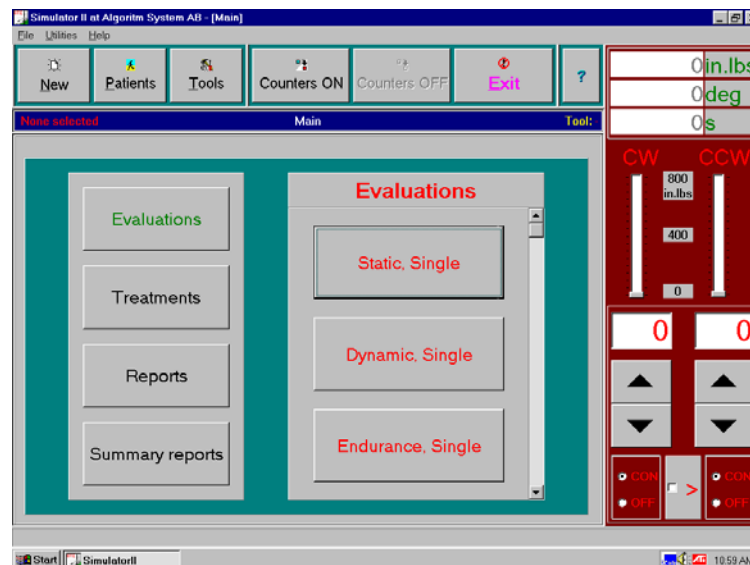 Simulator II at Algoritm System AB - [Main]
File Utilities Help
New Patients Tools Counters ON Counters OFF Exit ?
0 in.lbs
0 deg
0 s
None selected Main Tool:
CW CCW
800
in.lbs
400
0
Evaluations
Treatments
Reports
Summary reports
Evaluations
Static, Single
Dynamic, Single
Endurance, Single
0 0
CON > CON
OFF OFF
Start SimulatorII 10:59 AM